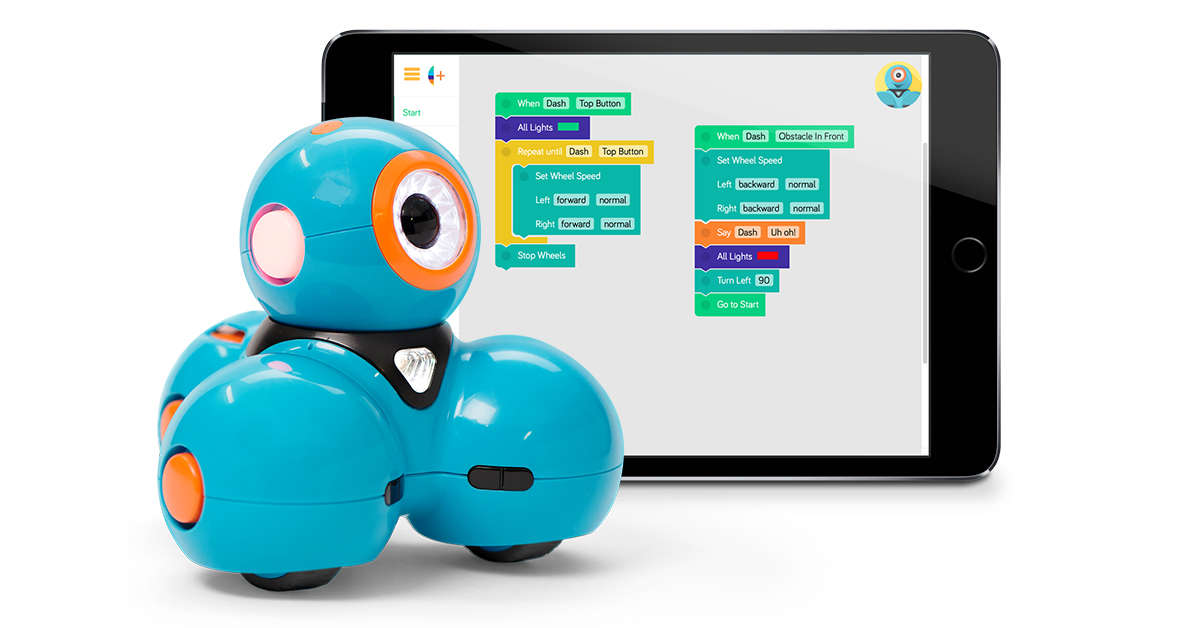 Start
When Dash Top Button
All Lights
Repeat until Dash Top Button
Set Wheel Speed
Left forward normal
Right forward normal
Stop Wheels
When Dash Obstacle In Front
Set Wheel Speed
Left backward normal
Right backward normal
Say Dash Uh oh!
All Lights
Turn Left 90
Go to Start